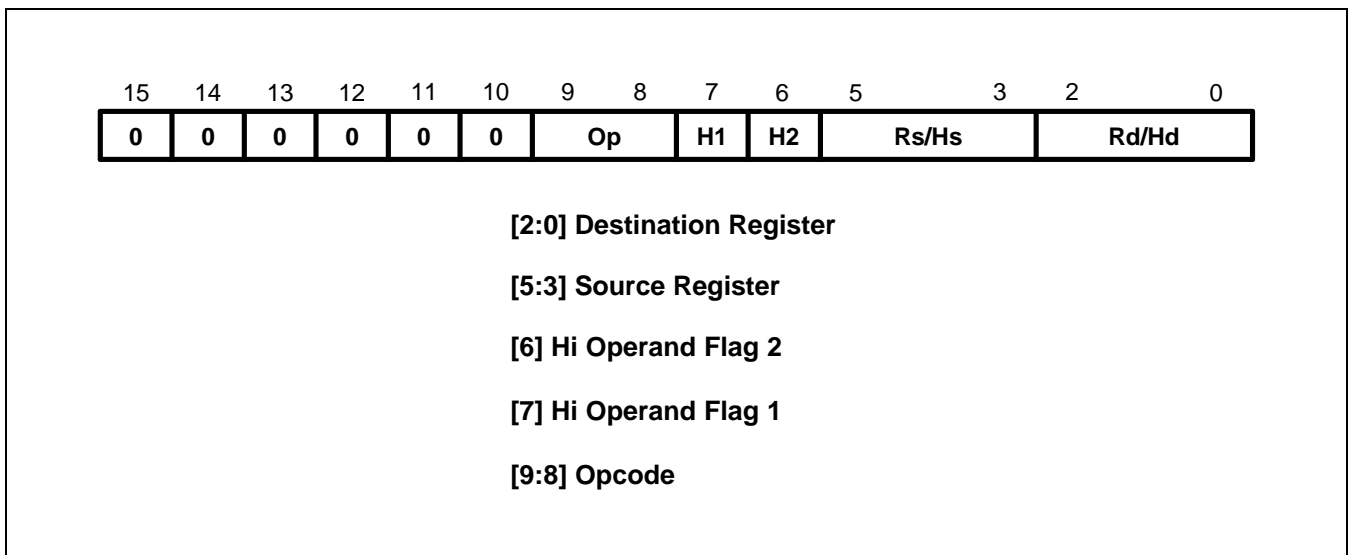 15 14 13 12 11 10 9 8 7 6 5 3 2 0
0 0 0 0 0 0 Op H1 H2 Rs/Hs Rd/Hd
[2:0] Destination Register
[5:3] Source Register
[6] Hi Operand Flag 2
[7] Hi Operand Flag 1
[9:8] Opcode